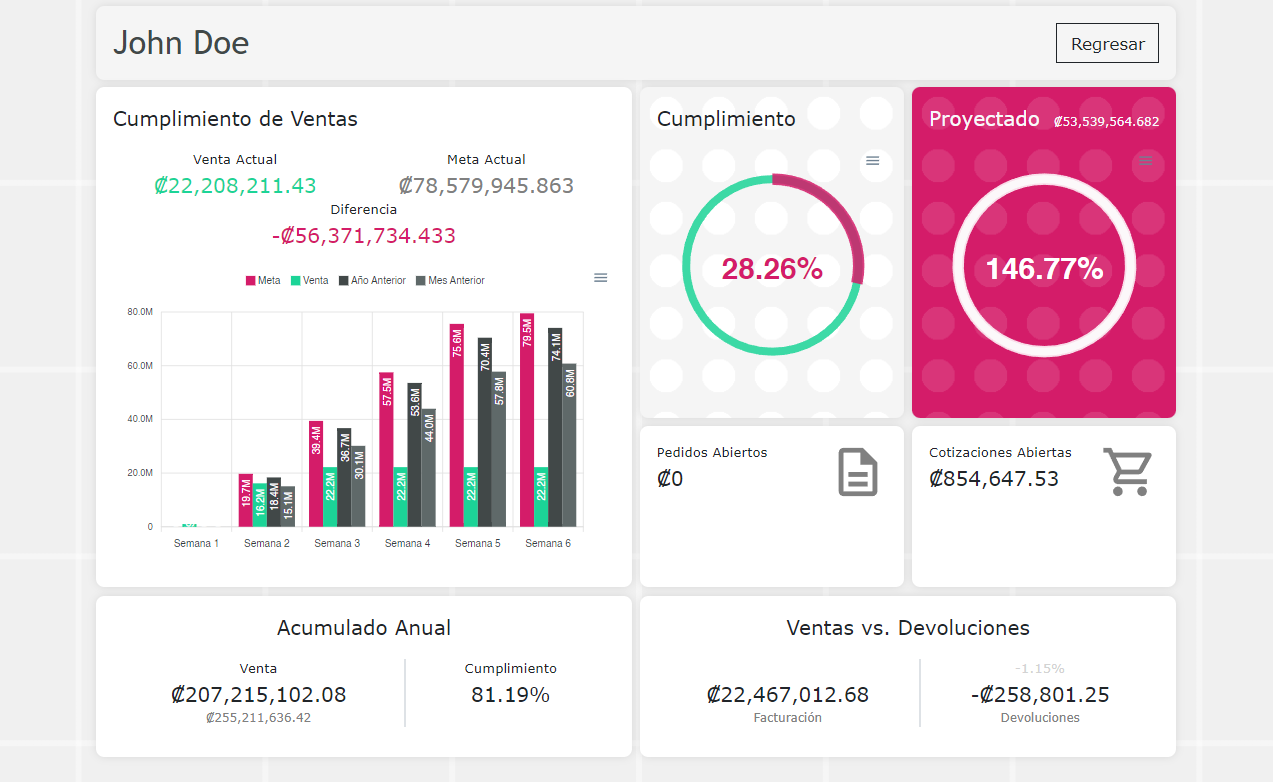 John Doe
Regresar
Cumplimiento de Ventas
Venta Actual
₡22,208,211.43
Meta Actual
₡78,579,945.863
Diferencia
-₡56,371,734.433
Meta
Venta
Año Anterior
Mes Anterior
80.0M
60.0M
40.0M
20.0M
0
19.7M
16.2M
18.4M
15.1M
39.4M
22.2M
36.7M
30.1M
57.5M
22.2M
53.6M
44.0M
75.6M
22.2M
70.4M
57.8M
79.5M
22.2M
74.1M
60.8M
Semana 1
Semana 2
Semana 3
Semana 4
Semana 5
Semana 6
Cumplimiento
28.26%
Proyectado ₡53,539,564.682
146.77%
Pedidos Abiertos
₡0
Cotizaciones Abiertas
₡854,647.53
Acumulado Anual
Venta
₡207,215,102.08
₡255,211,636.42
Cumplimiento
81.19%
Ventas vs. Devoluciones
₡22,467,012.68
Facturación
-1.15%
-₡258,801.25
Devoluciones